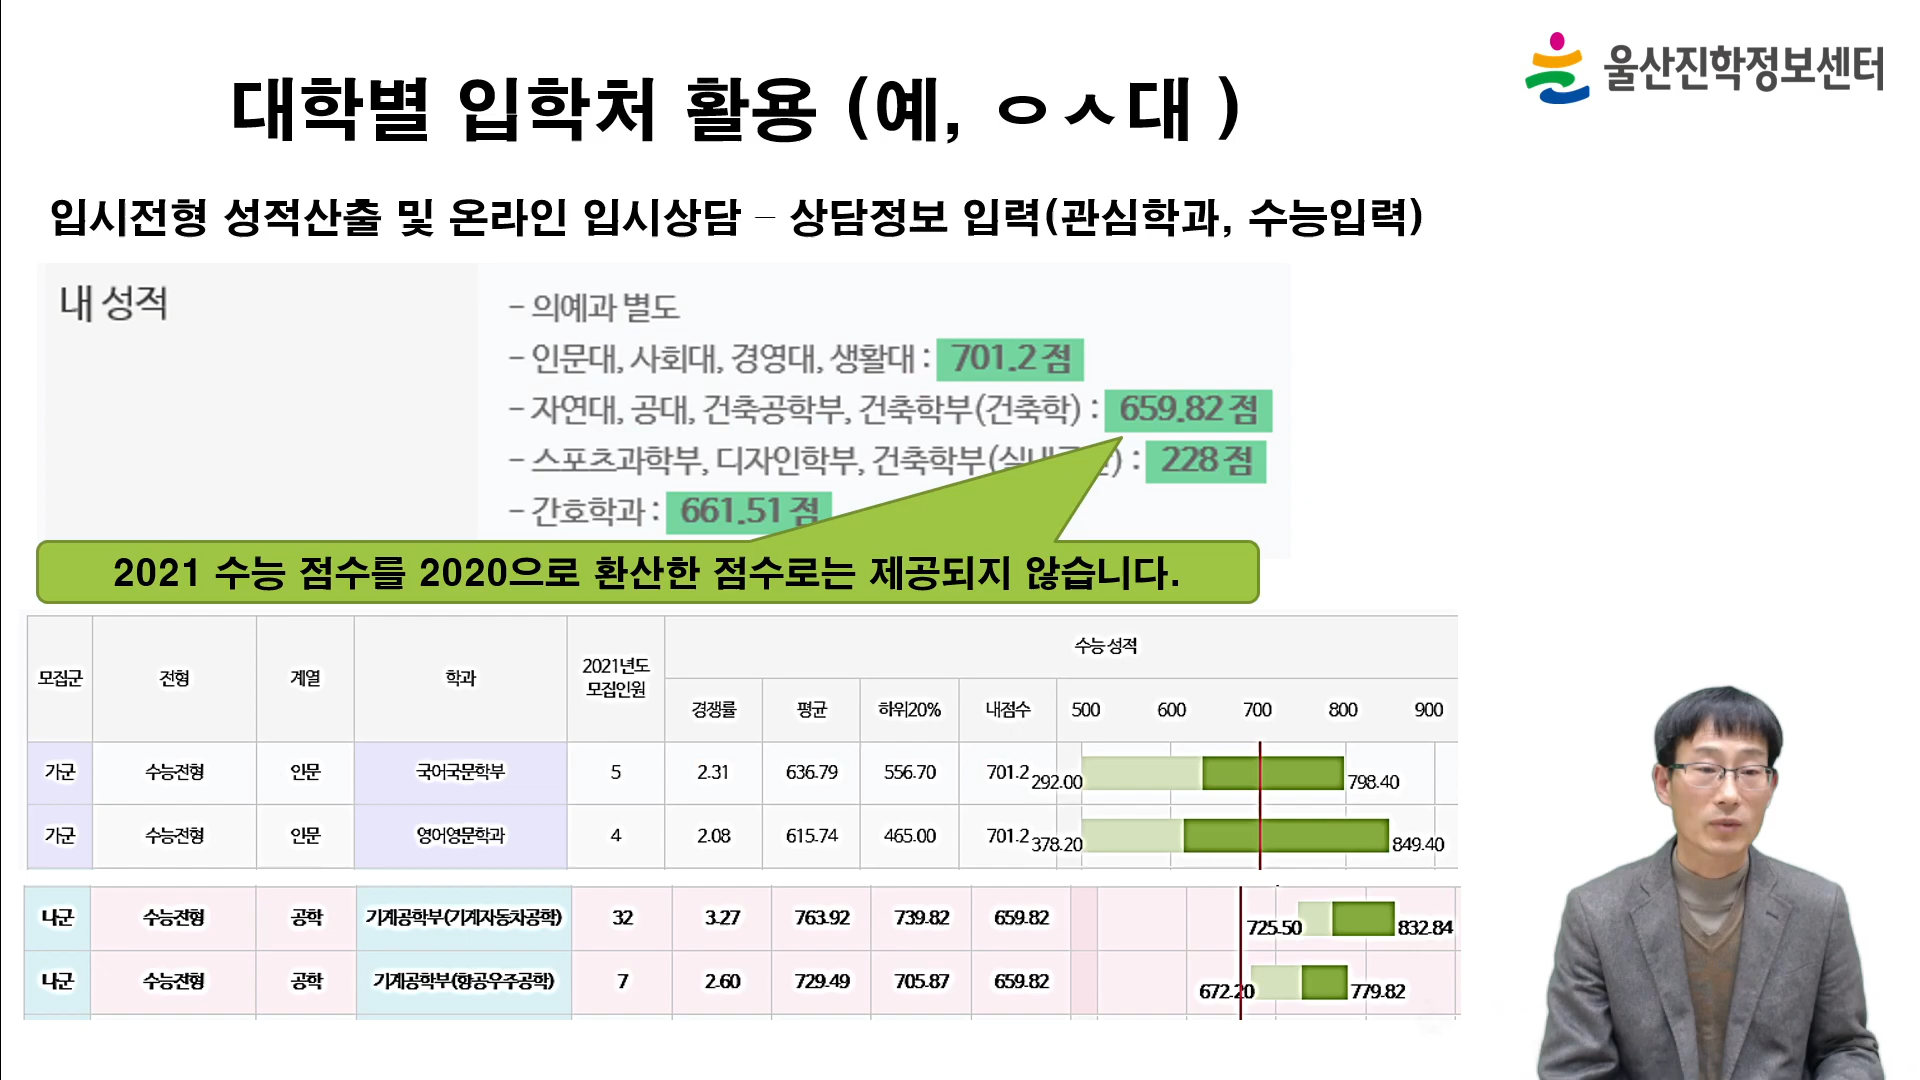 울산진학정보센터
대학별 입학처 활용 (예, ㅇㅅ대 )
입시전형 성적산출 및 온라인 입시상담 – 상담정보 입력(관심학과, 수능입력)
내 성적
- 의예과 별도
- 인문대, 사회대, 경영대, 생활대 : 701.2 점
- 자연대, 공대, 건축공학부, 건축학부(건축학) : 659.82 점
- 스포츠과학부, 디자인학부, 건축학부( ) : 228 점
- 간호학과 : 661.51 점
2021 수능 점수를 2020으로 환산한 점수로는 제공되지 않습니다.
모집군 전형 계열 학과 2021년도 모집인원 수능 성적
경쟁률 평균 하위20% 내점수 500 600 700 800 900
가군 수능전형 인문 국어국문학부 5 2.31 636.79 556.70 701.2 292.00 798.40
가군 수능전형 인문 영어영문학과 4 2.08 615.74 465.00 701.2 378.20 849.40
나군 수능전형 공학 기계공학부(기계자동차공학) 32 3.27 763.92 739.82 659.82 725.50 832.84
나군 수능전형 공학 기계공학부(항공우주공학) 7 2.60 729.49 705.87 659.82 672.20 779.82